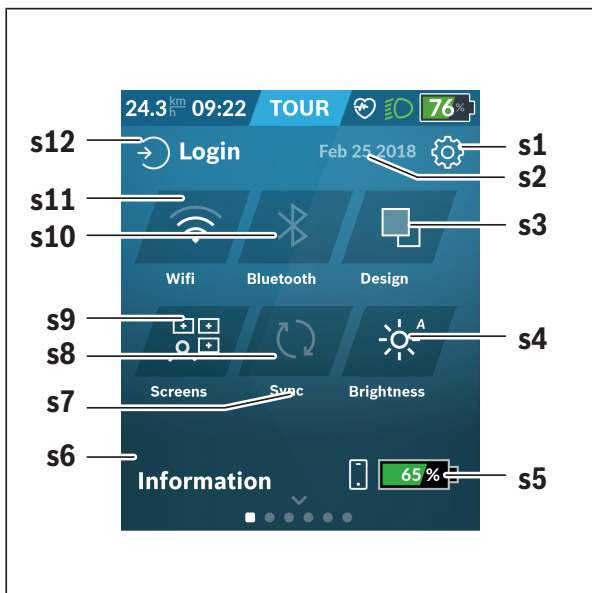 24.3 km/h 09:22 TOUR 76%
s12 Login Feb 25 2018 s1
s2
s11
s10 s3
Wifi Bluetooth Design
s9
s8 A s4
s7 Screens Sync Brightness
s6
Information 65% s5